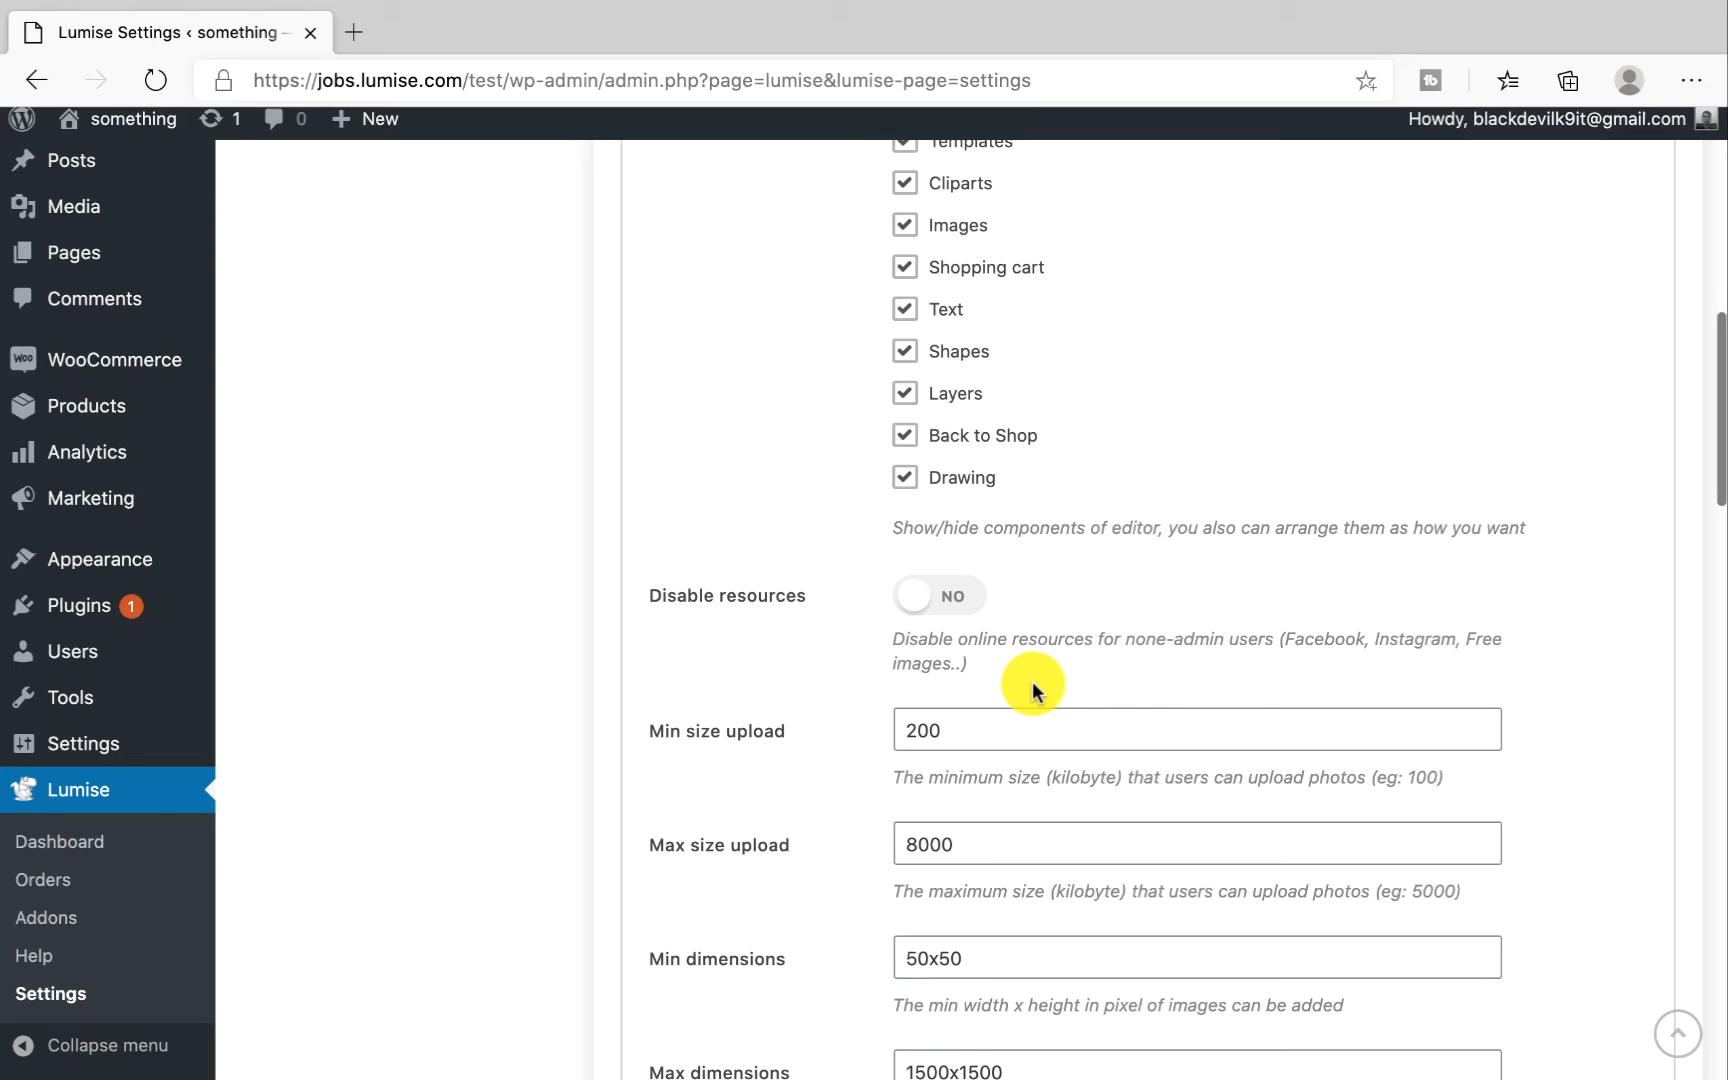 Lumise Settings ‹ something –
https://jobs.lumise.com/test/wp-admin/admin.php?page=lumise&lumise-page=settings
something 1 0 New
Howdy, blackdevilk9it@gmail.com
Posts
Media
Pages
Comments
WOO WooCommerce
Products
Analytics
Marketing
Appearance
Plugins 1
Users
Tools
Settings
Lumise
Dashboard
Orders
Addons
Help
Settings
Collapse menu
Templates
Cliparts
Images
Shopping cart
Text
Shapes
Layers
Back to Shop
Drawing
Show/hide components of editor, you also can arrange them as how you want
Disable resources NO
Disable online resources for none-admin users (Facebook, Instagram, Free
images..)
Min size upload 200
The minimum size (kilobyte) that users can upload photos (eg: 100)
Max size upload 8000
The maximum size (kilobyte) that users can upload photos (eg: 5000)
Min dimensions 50x50
The min width x height in pixel of images can be added
Max dimensions 1500x1500